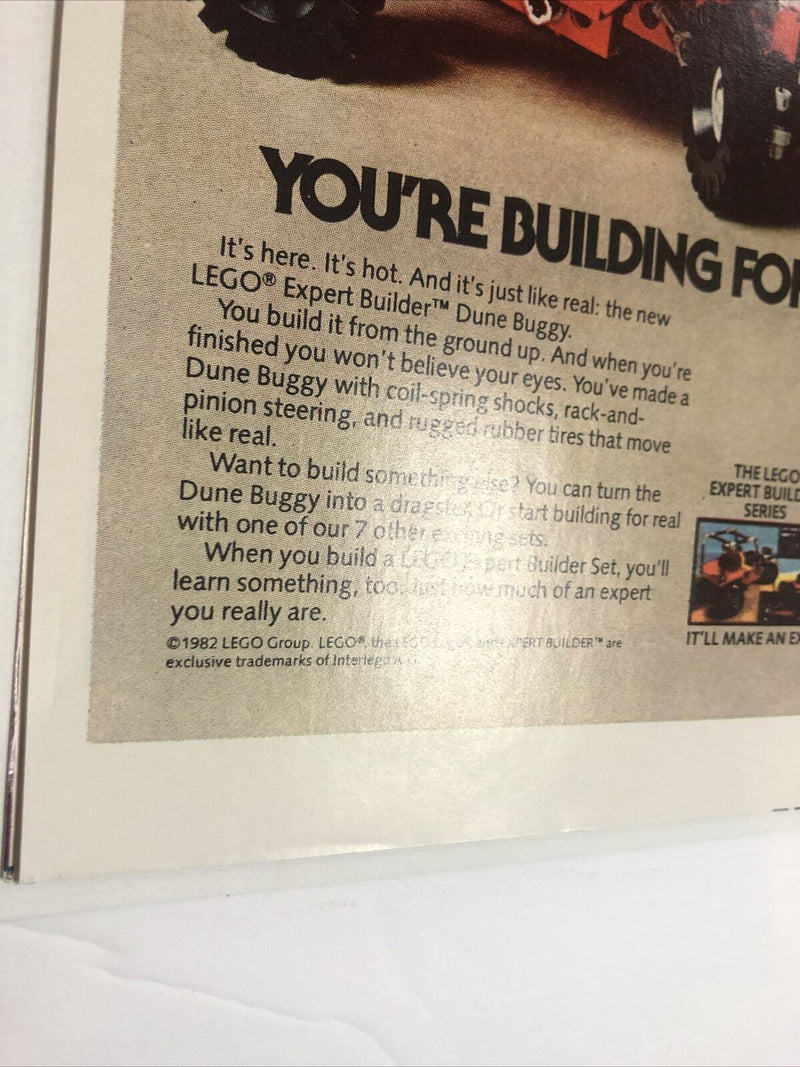 YOU'RE BUILDING FOR
It's here. It's hot. And it's just like real: the new
LEGO® Expert Builder™ Dune Buggy.
You build it from the ground up. And when you're
finished you won't believe your eyes. You've made a
Dune Buggy with coil-spring shocks, rack-and-
pinion steering, and rugged rubber tires that move
like real.
Want to build something else? You can turn the
Dune Buggy into a dragster. Or start building for real
with one of our 7 other exciting sets.
When you build a LEGO Expert Builder Set, you'll
learn something, too. Just how much of an expert
you really are.
©1982 LEGO Group. LEGO®, the LEGO and EXPERT BUILDER™ are
exclusive trademarks of Interlego
THE LEGO
EXPERT BUILD
SERIES
IT'LL MAKE AN EX